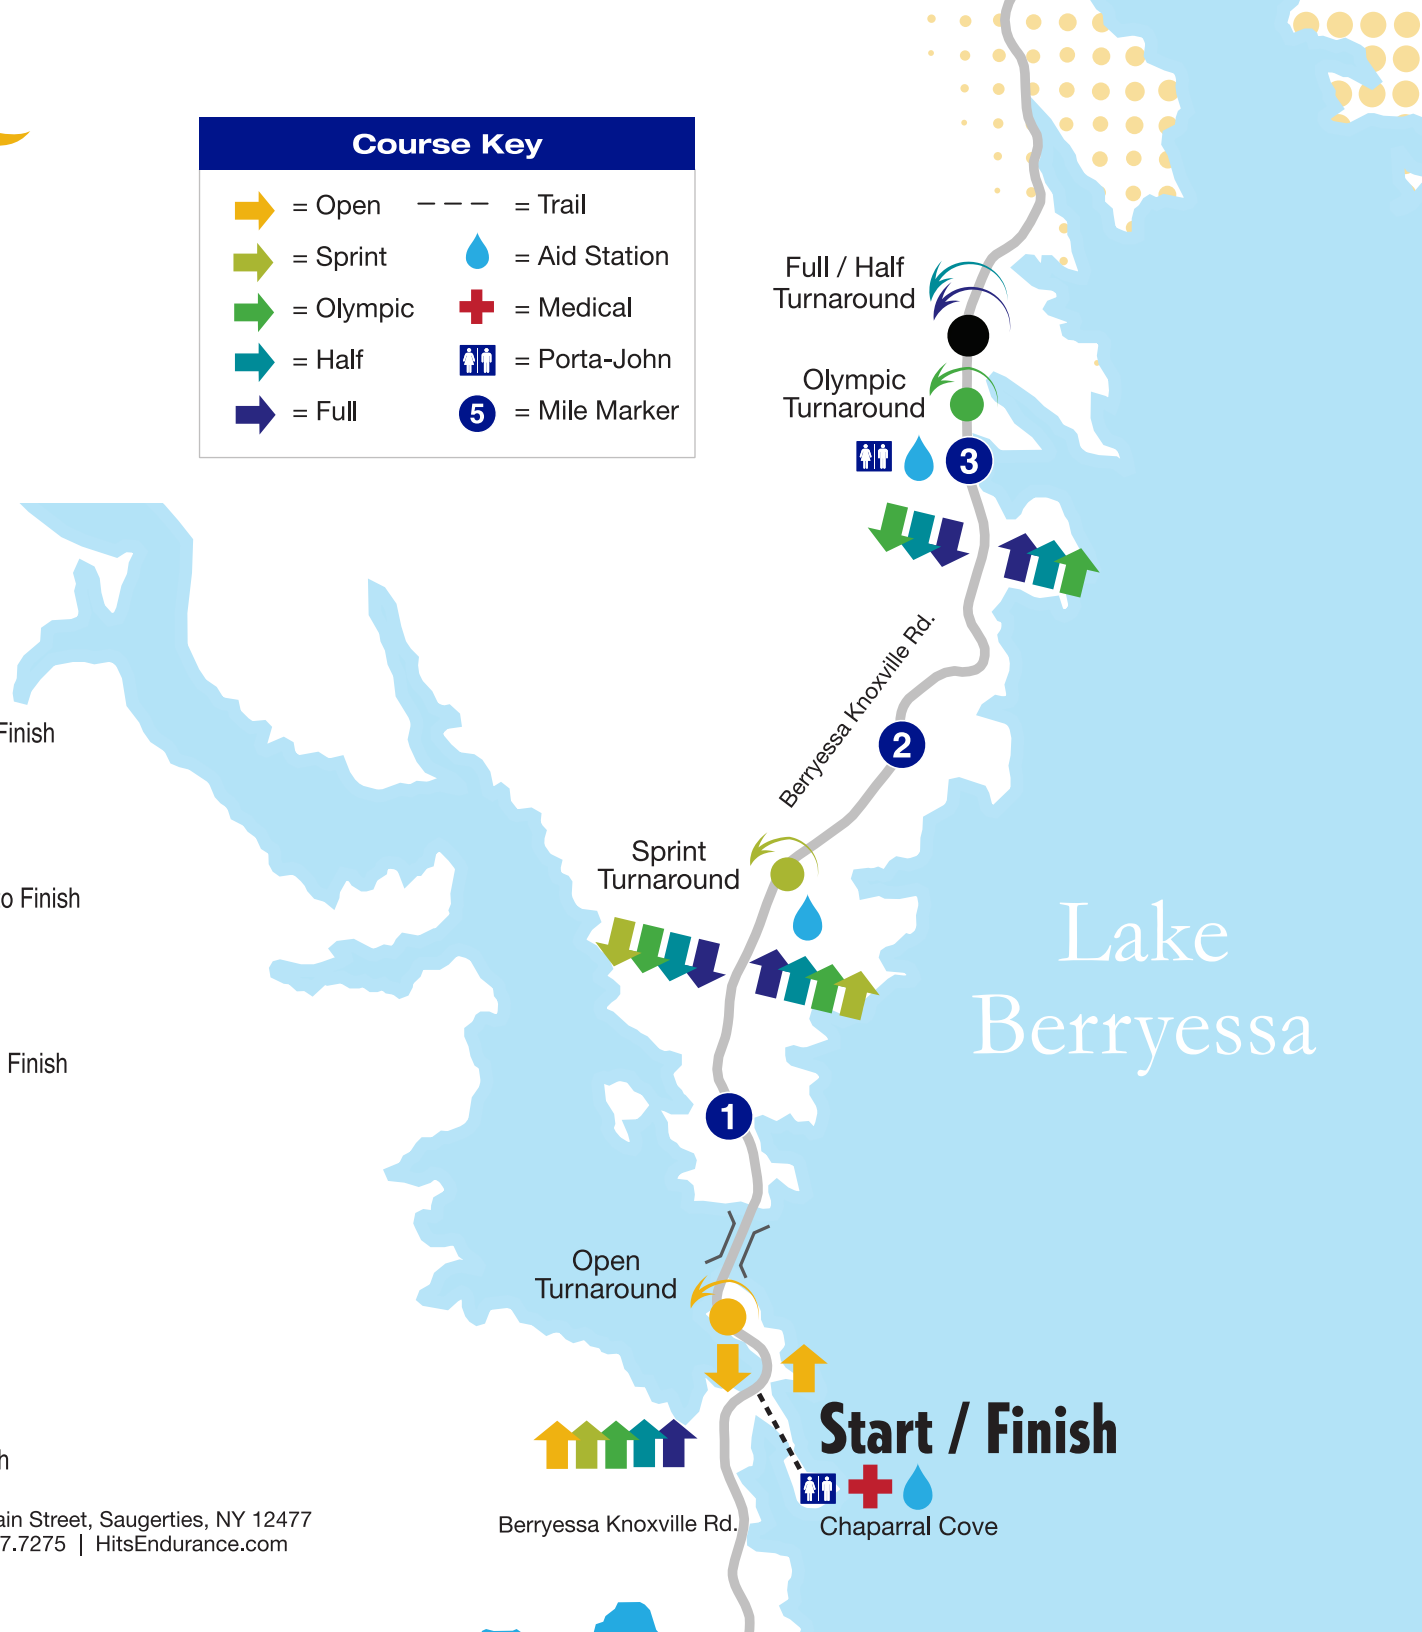 Course Key
= Open
= Trail
= Sprint
= Aid Station
= Olympic
= Medical
= Half
= Porta-John
= Full
5 = Mile Marker
Full / Half
Turnaround
Olympic
Turnaround
3
Berryessa Knoxville Rd.
2
Sprint
Turnaround
Lake
Berryessa
1
Open
Turnaround
Start / Finish
Chaparral Cove
Berryessa Knoxville Rd.
Finish
o Finish
Finish
h
ain Street, Saugerties, NY 12477
7.7275 | HitsEndurance.com